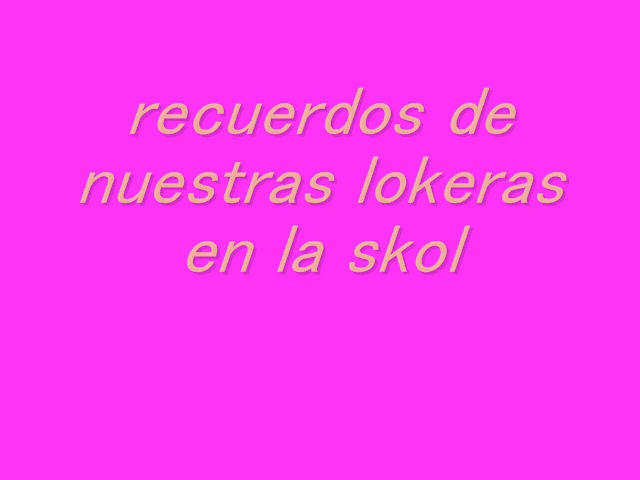 recuerdos de
nuestras lokeras
en la skol